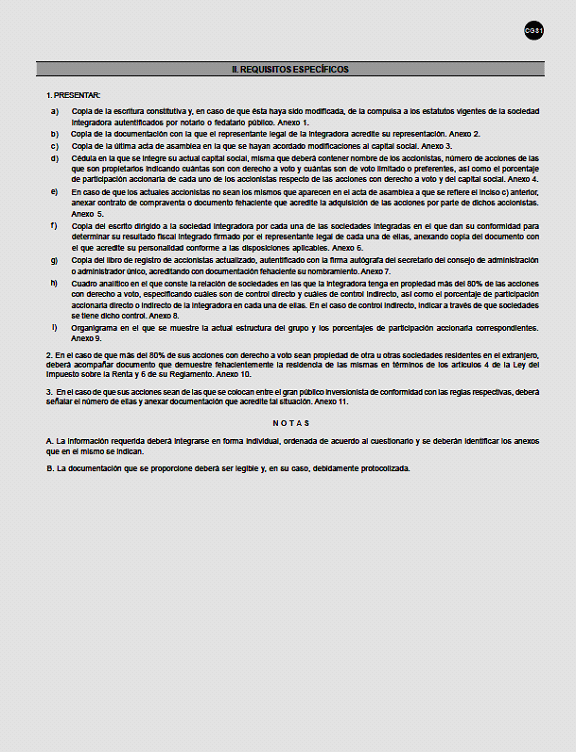 CGS1
II. REQUISITOS ESPECÍFICOS
1. PRESENTAR:
a) Copia de la escritura constitutiva y, en caso de que ésta haya sido modificada, de la compulsa a los estatutos vigentes de la sociedad
integradora autentificados por notario o fedatario público. Anexo 1.
b) Copia de la documentación con la que el representante legal de la integradora acredite su representación. Anexo 2.
c) Copia de la última acta de asamblea en la que se hayan acordado modificaciones al capital social. Anexo 3.
d) Cédula en la que se integre su actual capital social, misma que deberá contener nombre de los accionistas, número de acciones de las
que son propietarios indicando cuántas son con derecho a voto y cuántas son de voto limitado o preferentes, así como el porcentaje
de participación accionaria de cada uno de los accionistas respecto de las acciones con derecho a voto y del capital social. Anexo 4.
e) En caso de que los actuales accionistas no sean los mismos que aparecen en el acta de asamblea a que se refiere el inciso c) anterior,
anexar contrato de compraventa o documento fehaciente que acredite la adquisición de las acciones por parte de dichos accionistas.
Anexo 5.
f) Copia del escrito dirigido a la sociedad integradora por cada una de las sociedades integradas en el que dan su conformidad para
determinar su resultado fiscal integrado firmado por el representante legal de cada una de ellas, anexando copia del documento con
el que acredite su personalidad conforme a las disposiciones aplicables. Anexo 6.
g) Copia del libro de registro de accionistas actualizado, autentificado con la firma autógrafa del secretario del consejo de administración
o administrador único, acreditando con documentación fehaciente su nombramiento. Anexo 7.
h) Cuadro analítico en el que conste la relación de sociedades en las que la integradora tenga en propiedad más del 80% de las acciones
con derecho a voto, especificando cuáles son de control directo y cuáles de control indirecto, así como el porcentaje de participación
accionaria directo o indirecto de la integradora en cada una de ellas. En el caso de control indirecto, indicar a través de que sociedades
se tiene dicho control. Anexo 8.
i) Organigrama en el que se muestre la actual estructura del grupo y los porcentajes de participación accionaria correspondientes.
Anexo 9.
2. En el caso de que más del 80% de sus acciones con derecho a voto sean propiedad de otra u otras sociedades residentes en el extranjero,
deberá acompañar documento que demuestre fehacientemente la residencia de las mismas en términos de los artículos 4 de la Ley del
Impuesto sobre la Renta y 6 de su Reglamento. Anexo 10.
3. En el caso de que sus acciones sean de las que se colocan entre el gran público inversionista de conformidad con las reglas respectivas, deberá
señalar el número de ellas y anexar documentación que acredite tal situación. Anexo 11.
N O T A S
A. La información requerida deberá integrarse en forma individual, ordenada de acuerdo al cuestionario y se deberán identificar los anexos
que en el mismo se indican.
B. La documentación que se proporcione deberá ser legible y, en su caso, debidamente protocolizada.